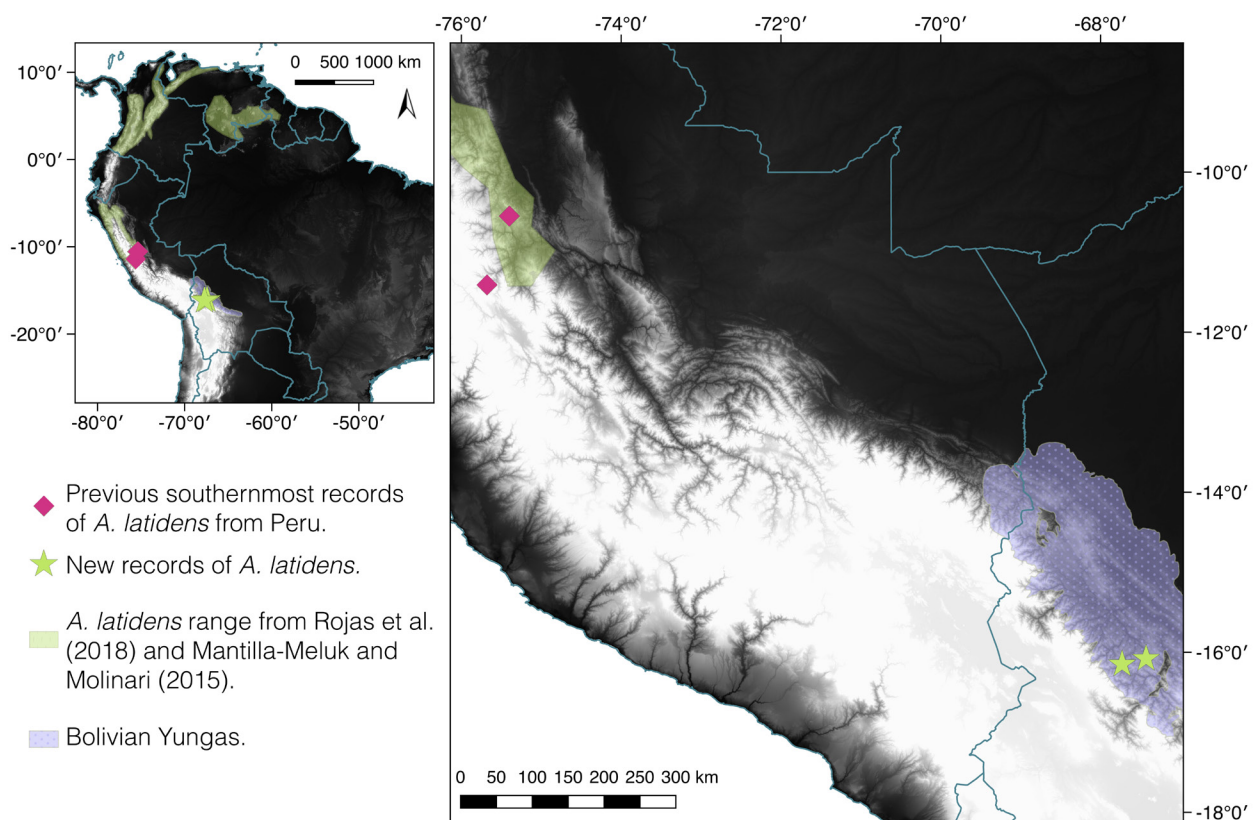 -76°0′ -74°0′ -72°0′ -70°0′ -68°0′
0 500 1000 km
10°0′
0°0′
-10°0′
-20°0′
-80°0′ -70°0′ -60°0′ -50°0′
Previous southernmost records
of A. latidens from Peru.
New records of A. latidens.
A. latidens range from Rojas et al.
(2018) and Mantilla-Meluk and
Molinari (2015).
Bolivian Yungas.
-10°0′
-12°0′
-14°0′
-16°0′
-18°0′
0 50 100 150 200 250 300 km